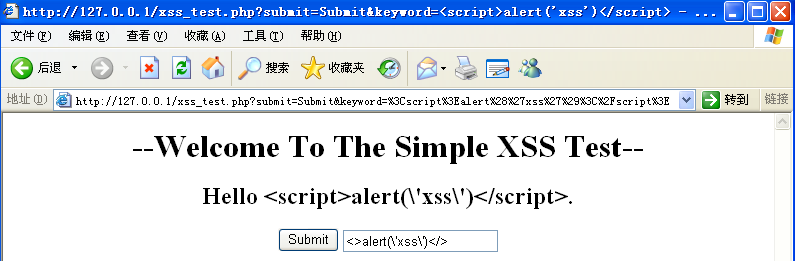 http://127.0.0.1/xss_test.php?submit=Submit&keyword=<script>alert('xss')</script> - ...
文件(F) 编辑(E) 查看(V) 收藏(A) 工具(T) 帮助(H)
后退 搜索 收藏夹
地址(D) http://127.0.0.1/xss_test.php?submit=Submit&keyword=%3Cscript%3Ealert%28%27xss%27%29%3C%2Fscript%3E 转到 链接
--Welcome To The Simple XSS Test--
Hello <script>alert(\'xss\')</script>.
Submit <>alert(\'xss\')</>